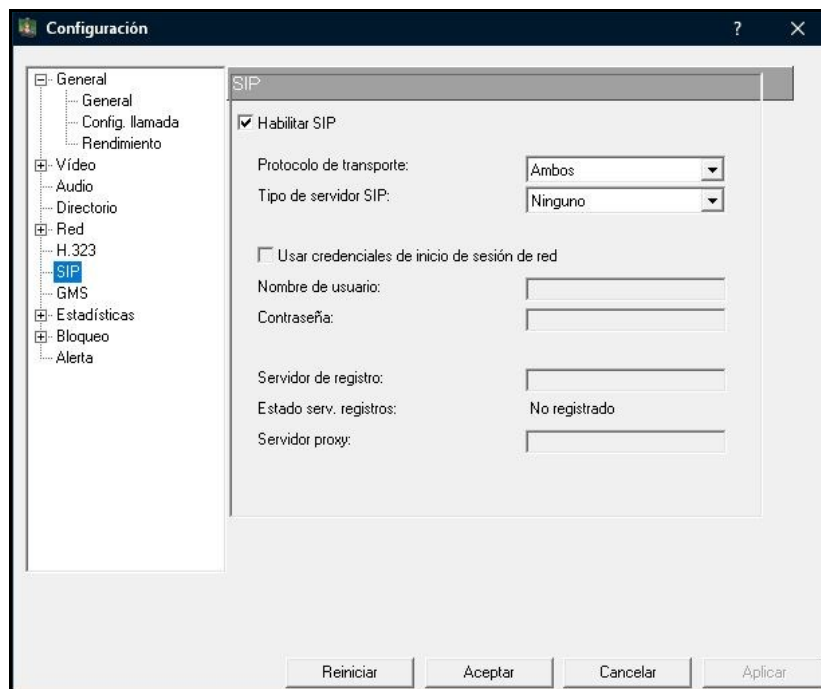 Configuración
General
General
Config. llamada
Rendimiento
Vídeo
Audio
Directorio
Red
H.323
SIP
GMS
Estadísticas
Bloqueo
Alerta
SIP
Habilitar SIP
Protocolo de transporte: Ambos
Tipo de servidor SIP: Ninguno
Usar credenciales de inicio de sesión de red
Nombre de usuario:
Contraseña:
Servidor de registro:
Estado serv. registros: No registrado
Servidor proxy:
Reiniciar Aceptar Cancelar Aplicar